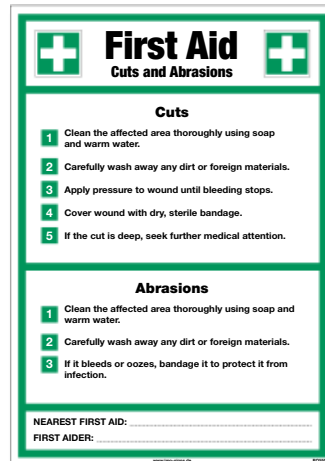 First Aid
Cuts and Abrasions
Cuts
1 Clean the affected area thoroughly using soap
and warm water.
2 Carefully wash away any dirt or foreign materials.
3 Apply pressure to wound until bleeding stops.
4 Cover wound with dry, sterile bandage.
5 If the cut is deep, seek further medical attention.
Abrasions
1 Clean the affected area thoroughly using soap and
warm water.
2 Carefully wash away any dirt or foreign materials.
3 If it bleeds or oozes, bandage it to protect it from
infection.
NEAREST FIRST AID:
FIRST AIDER: